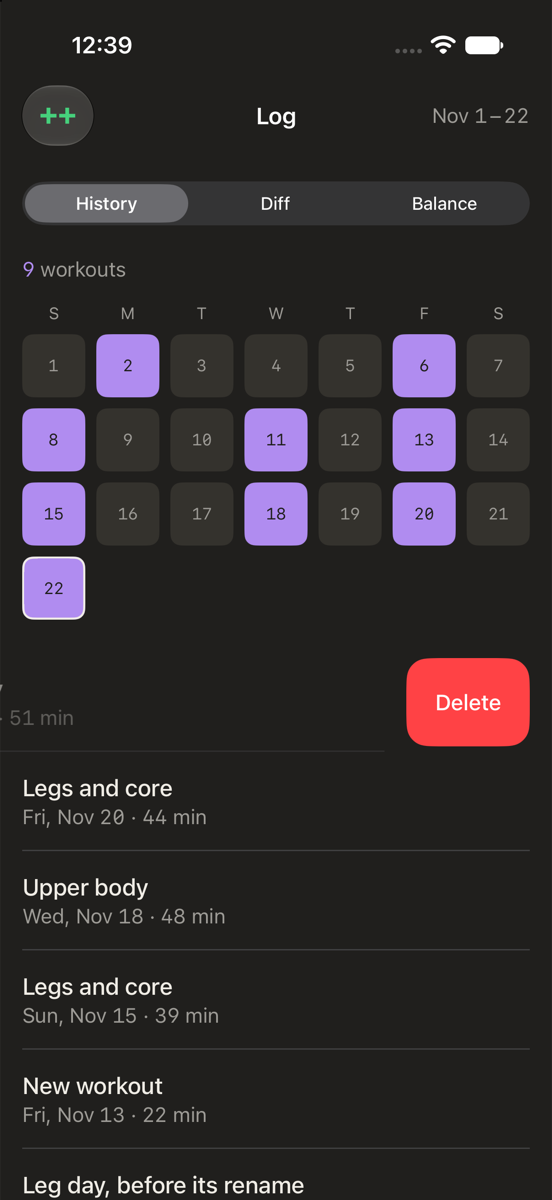 12:39
++
Log
Nov 1–22
History
Diff
Balance
9 workouts
S M T W T F S
1 2 3 4 5 6 7
8 9 10 11 12 13 14
15 16 17 18 19 20 21
22
· 51 min
Delete
Legs and core
Fri, Nov 20 · 44 min
Upper body
Wed, Nov 18 · 48 min
Legs and core
Sun, Nov 15 · 39 min
New workout
Fri, Nov 13 · 22 min
Leg day, before its rename